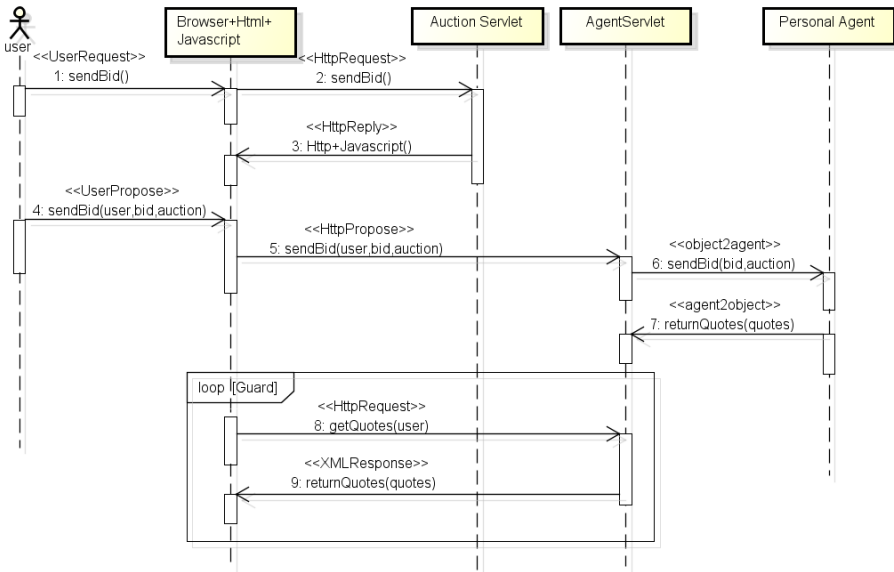 user
Browser+Html+
Javascript
Auction Servlet
AgentServlet
Personal Agent
<<UserRequest>>
1: sendBid()
<<HttpRequest>>
2: sendBid()
<<HttpReply>>
3: Http+Javascript()
<<UserPropose>>
4: sendBid(user,bid,auction)
<<HttpPropose>>
5: sendBid(user,bid,auction)
<<object2agent>>
6: sendBid(bid,auction)
<<agent2object>>
7: returnQuotes(quotes)
loop [Guard]
<<HttpRequest>>
8: getQuotes(user)
<<XMLResponse>>
9: returnQuotes(quotes)